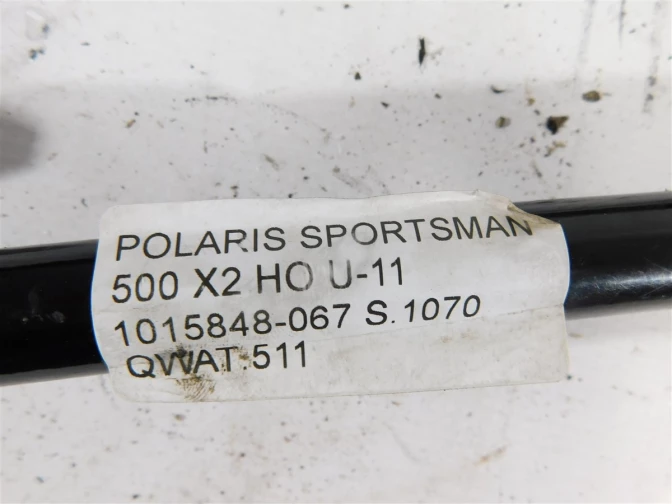 POLARIS SPORTSMAN
500 X2 HO U-11
1015848-067 S.1070
QWAT.511